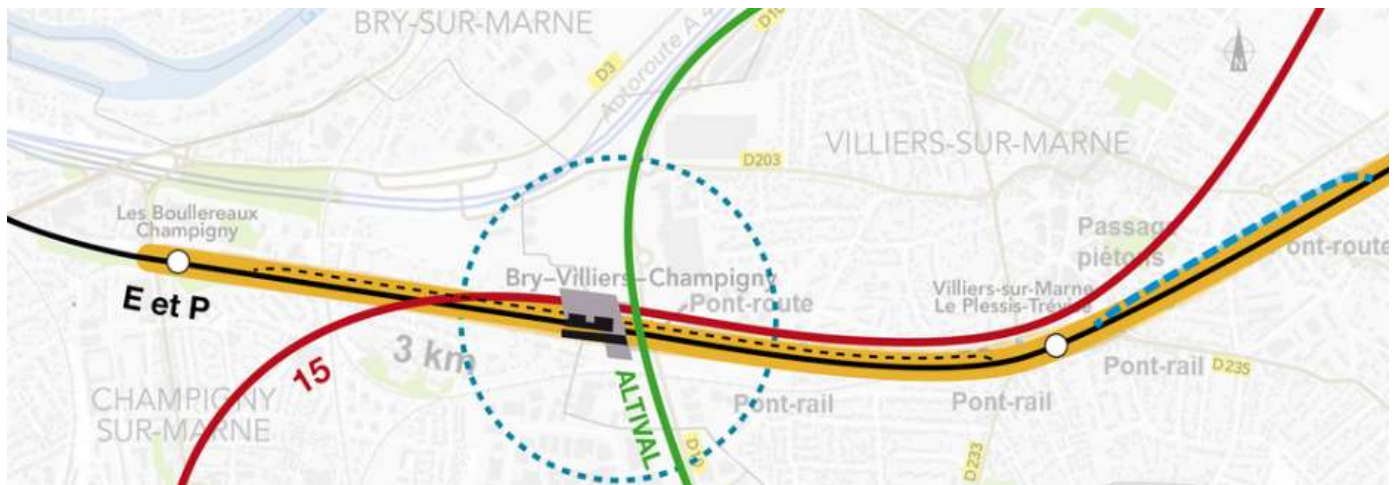 BRY-SUR-MARNE
D10
D3
Autoroute A 4
VILLIERS-SUR-MARNE
N
D203
Les Boullereaux
Champigny
Passage
piétons
Pont-route
Bry–Villiers–Champigny
Pont-route
Villiers-sur-Marne
Le Plessis-Trévise
E et P
3 km
15
Pont-rail
D235
CHAMPIGNY
SUR-MARNE
ALTIVAL
Pont-rail
Pont-rail
D10
D233